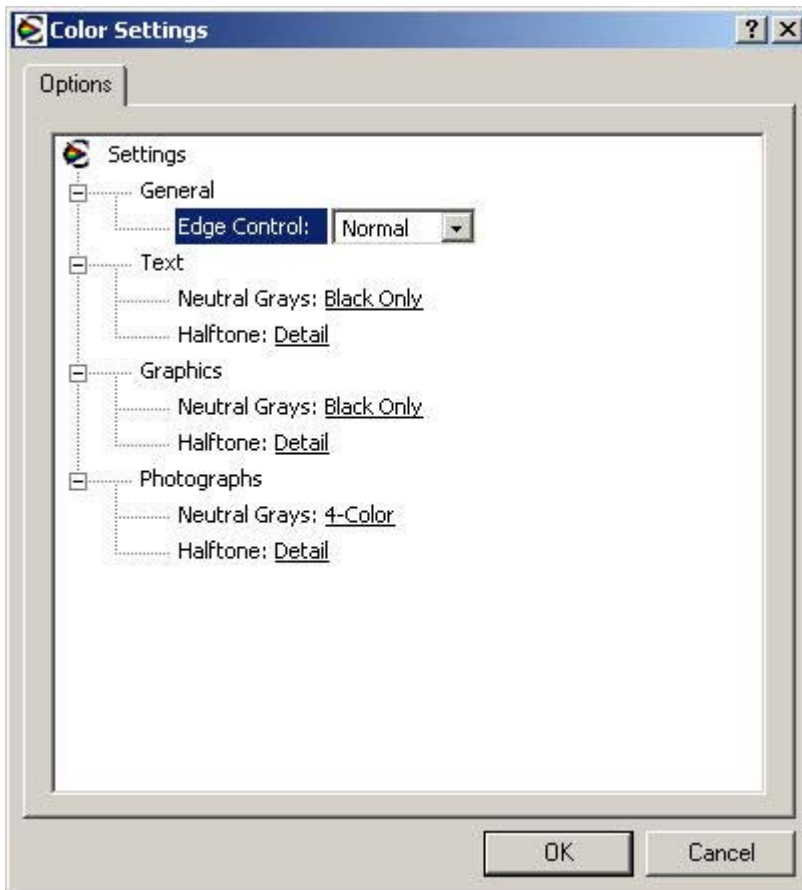 Color Settings
Options
Settings
General
Edge Control: Normal
Text
Neutral Grays: Black Only
Halftone: Detail
Graphics
Neutral Grays: Black Only
Halftone: Detail
Photographs
Neutral Grays: 4-Color
Halftone: Detail
OK Cancel